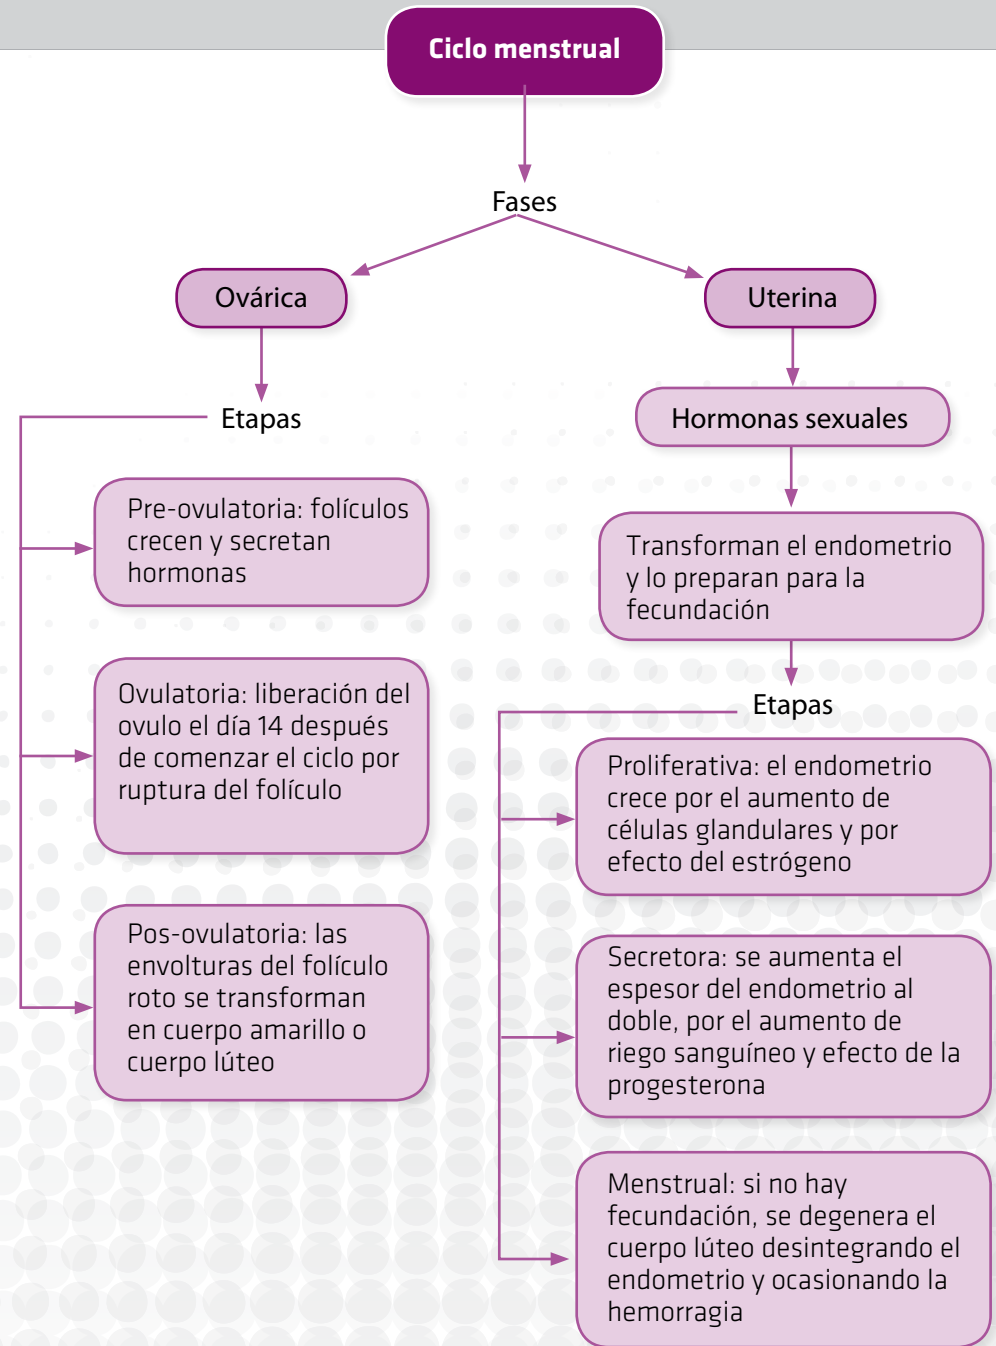 Ciclo menstrual
Fases
Ovárica
Uterina
Etapas
Hormonas sexuales
Pre-ovulatoria: folículos
crecen y secretan
hormonas
Transforman el endometrio
y lo preparan para la
fecundación
Ovulatoria: liberación del
ovulo el día 14 después
de comenzar el ciclo por
ruptura del folículo
Etapas
Proliferativa: el endometrio
crece por el aumento de
células glandulares y por
efecto del estrógeno
Pos-ovulatoria: las
envolturas del folículo
roto se transforman
en cuerpo amarillo o
cuerpo lúteo
Secretora: se aumenta el
espesor del endometrio al
doble, por el aumento de
riego sanguíneo y efecto de la
progesterona
Menstrual: si no hay
fecundación, se degenera el
cuerpo lúteo desintegrando el
endometrio y ocasionando la
hemorragia